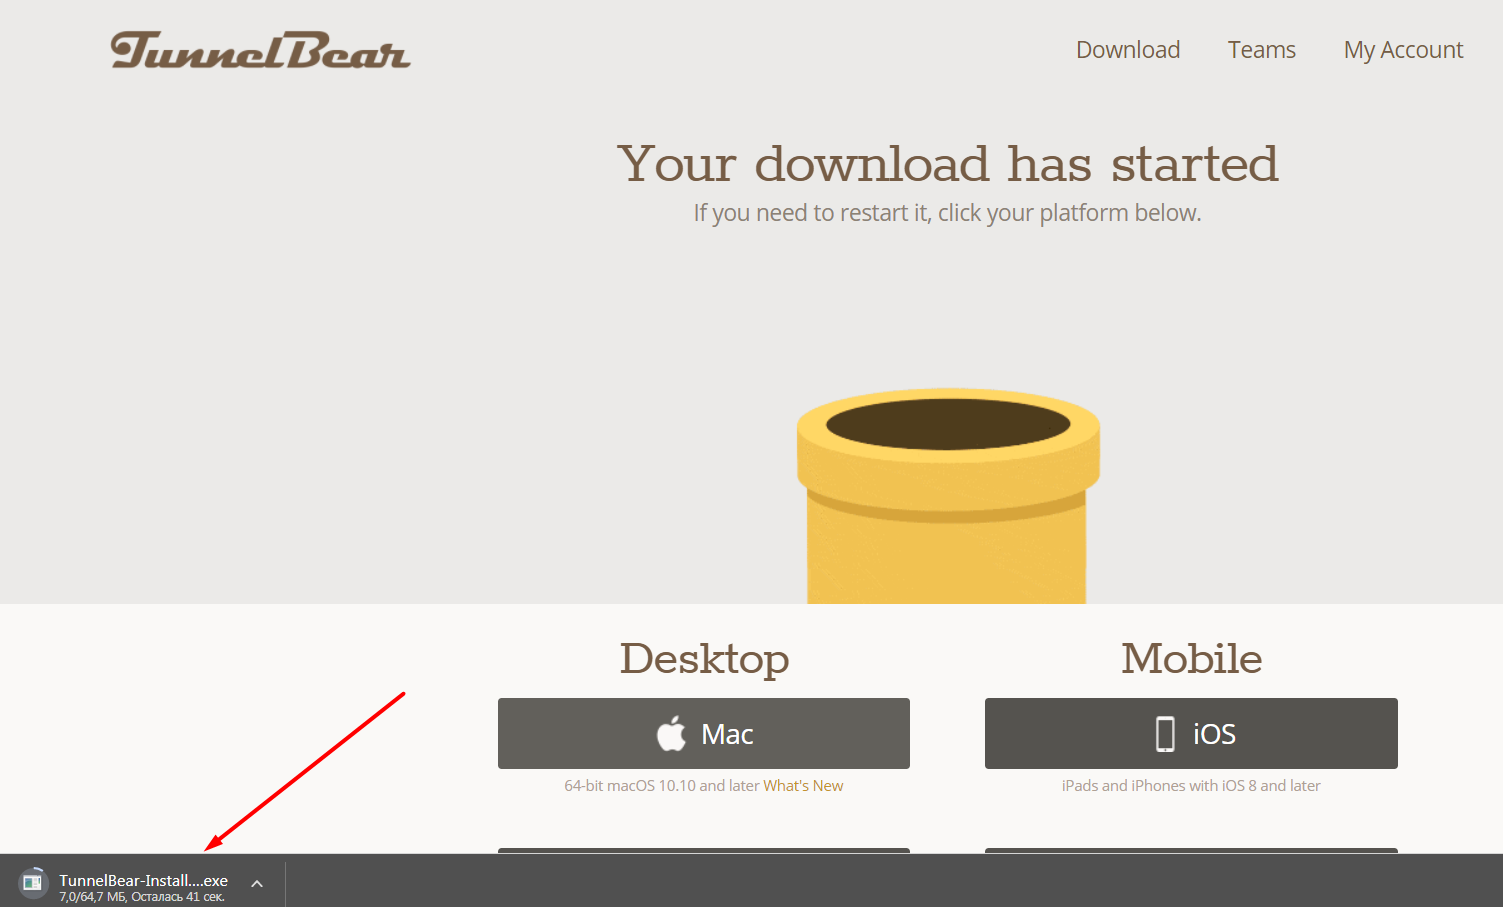 TunnelBear
Download
Teams
My Account
Your download has started
If you need to restart it, click your platform below.
Desktop
Mobile
Mac
iOS
64-bit macOS 10.10 and later What's New
iPads and iPhones with iOS 8 and later
TunnelBear-Install....exe
7,0/64,7 МБ, Осталась 41 сек.